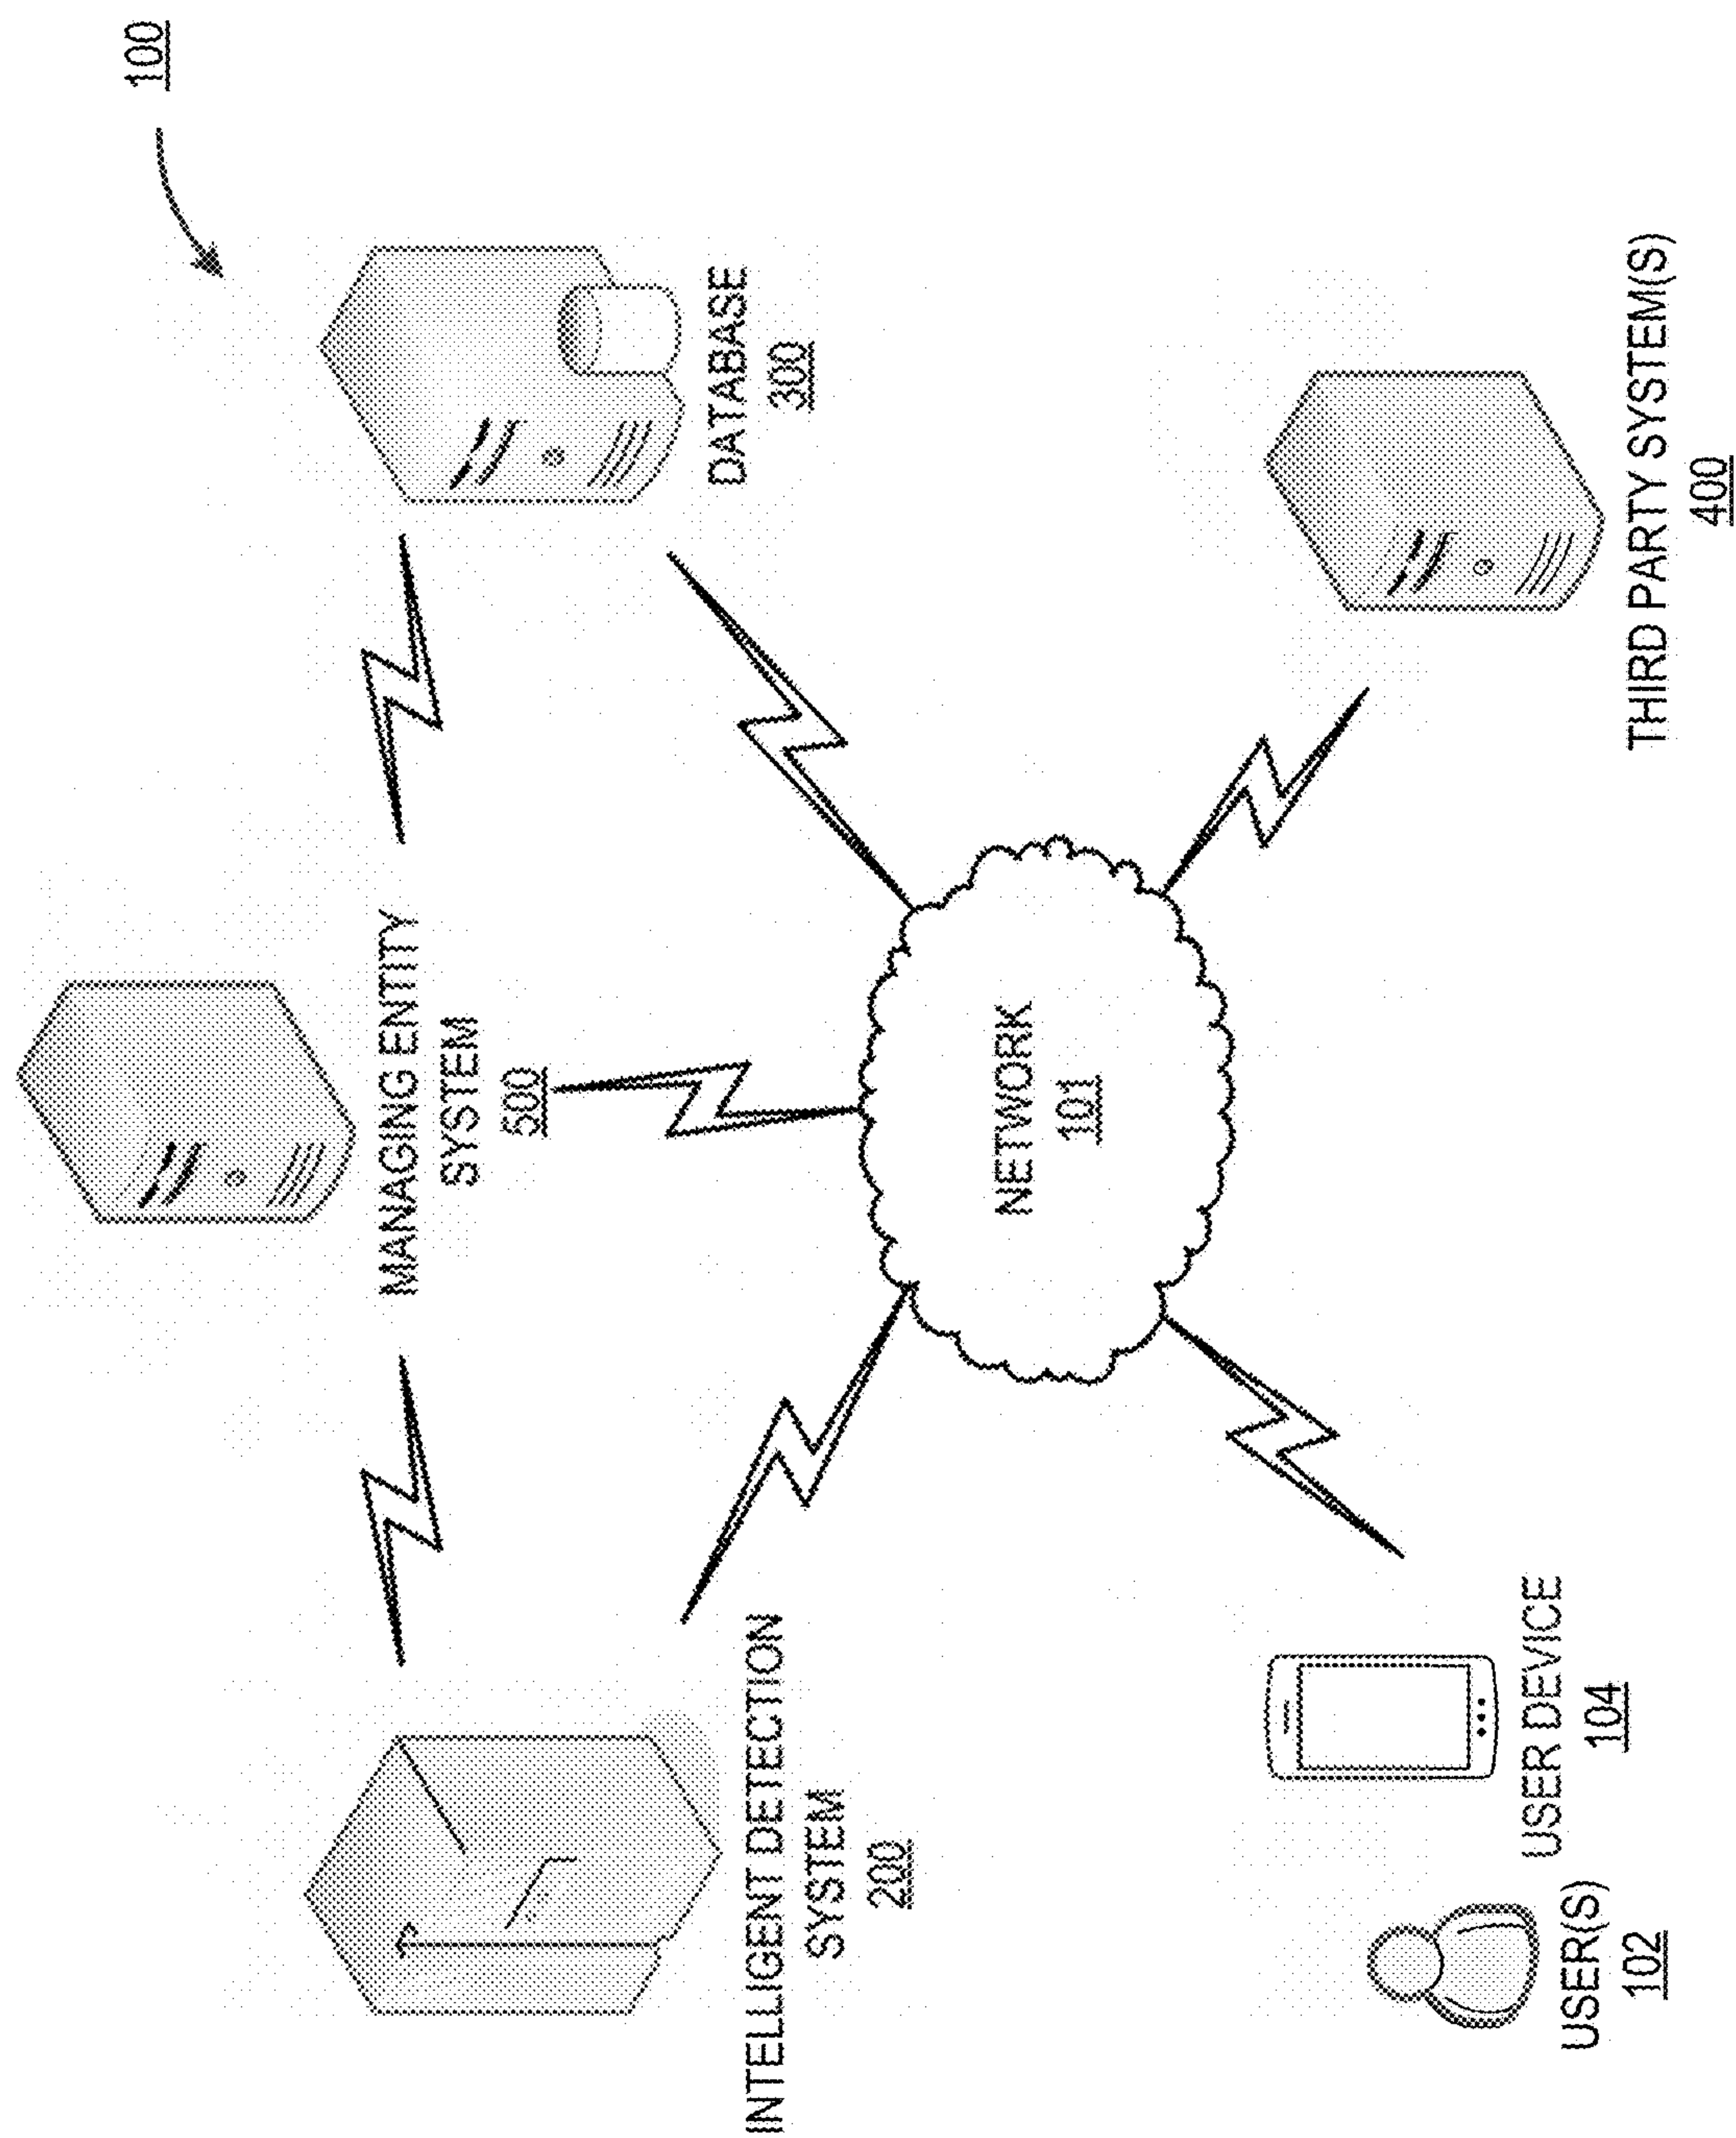 100
MANAGING ENTITY
SYSTEM
500
INTELLIGENT DETECTION
SYSTEM
200
DATABASE
300
NETWORK
101
USER(S)
102
USER DEVICE
104
THIRD PARTY SYSTEM(S)
400